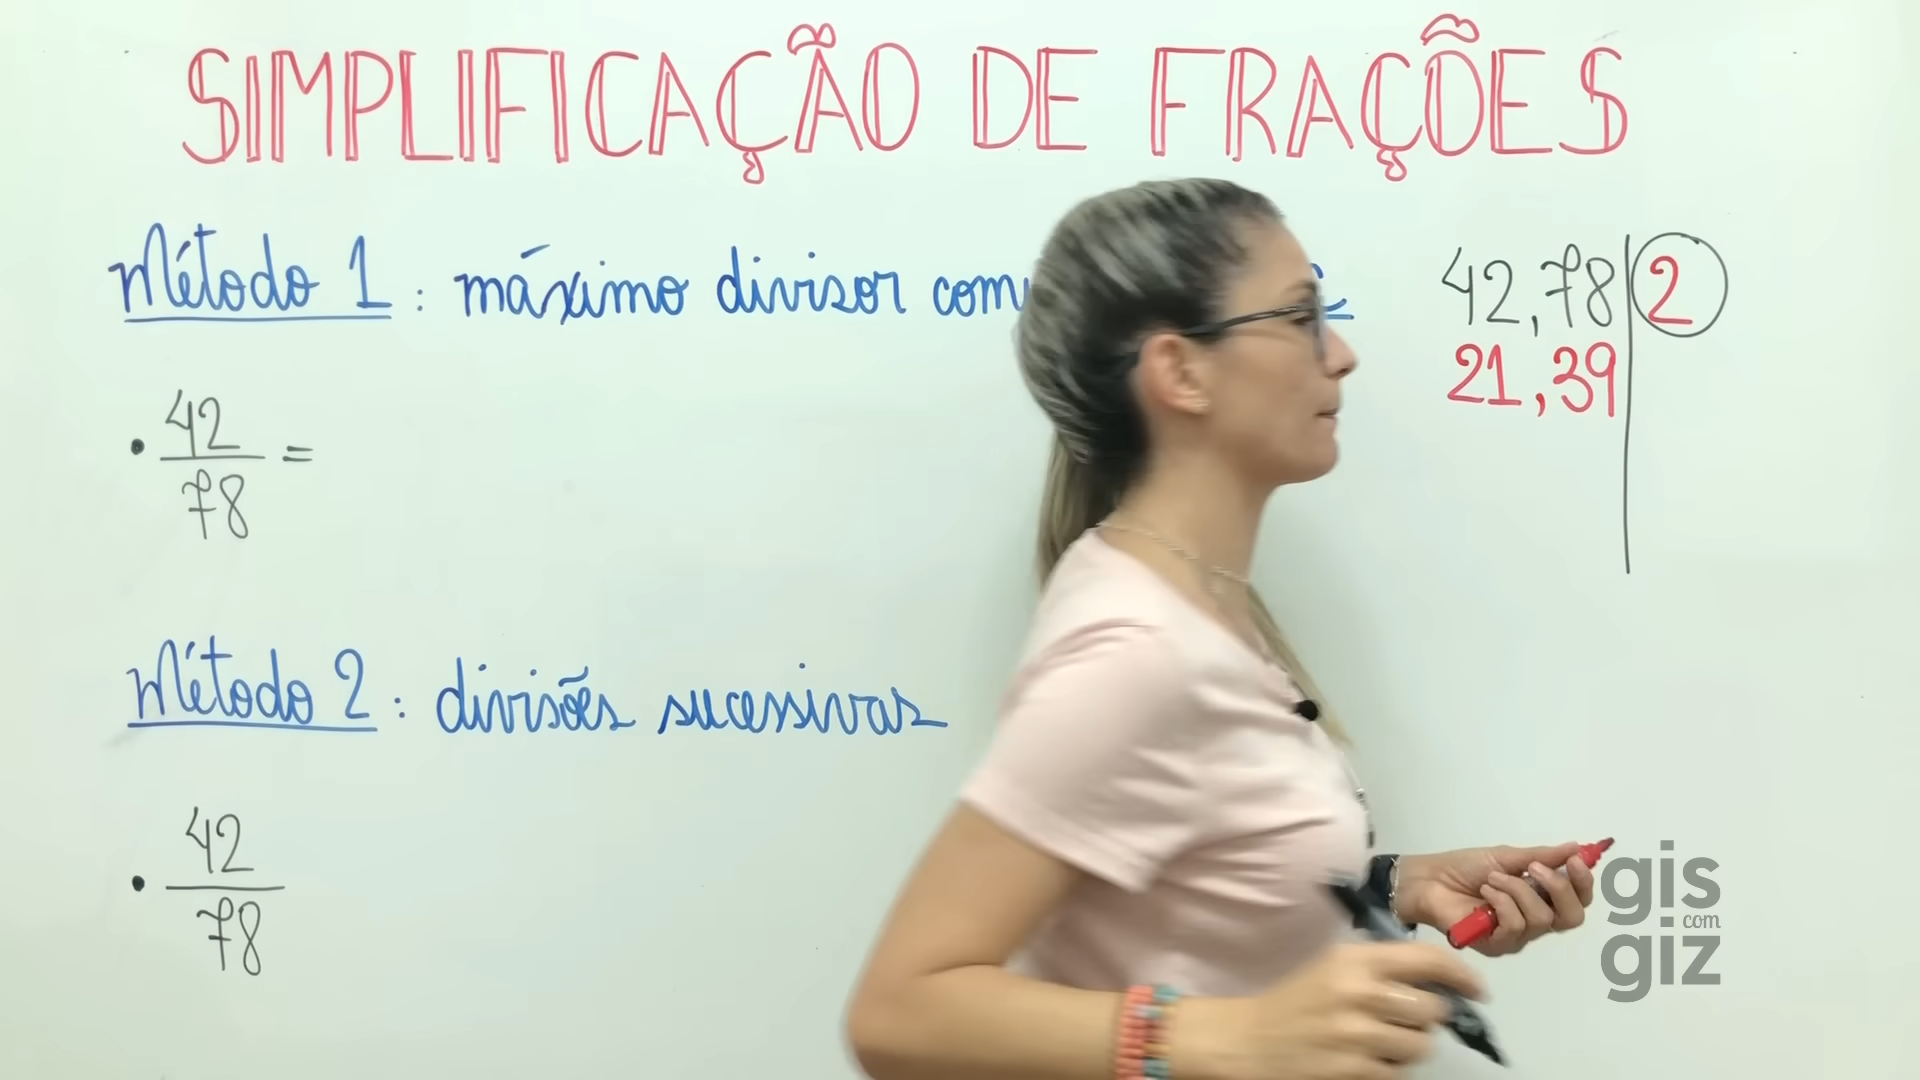 SIMPLIFICAÇÃO DE FRAÇÕES
Método 1 : máximo divisor
42
78
=
42,78 2
21,39
Método 2 : divisões sucessivas
42
78
gis
com
giz